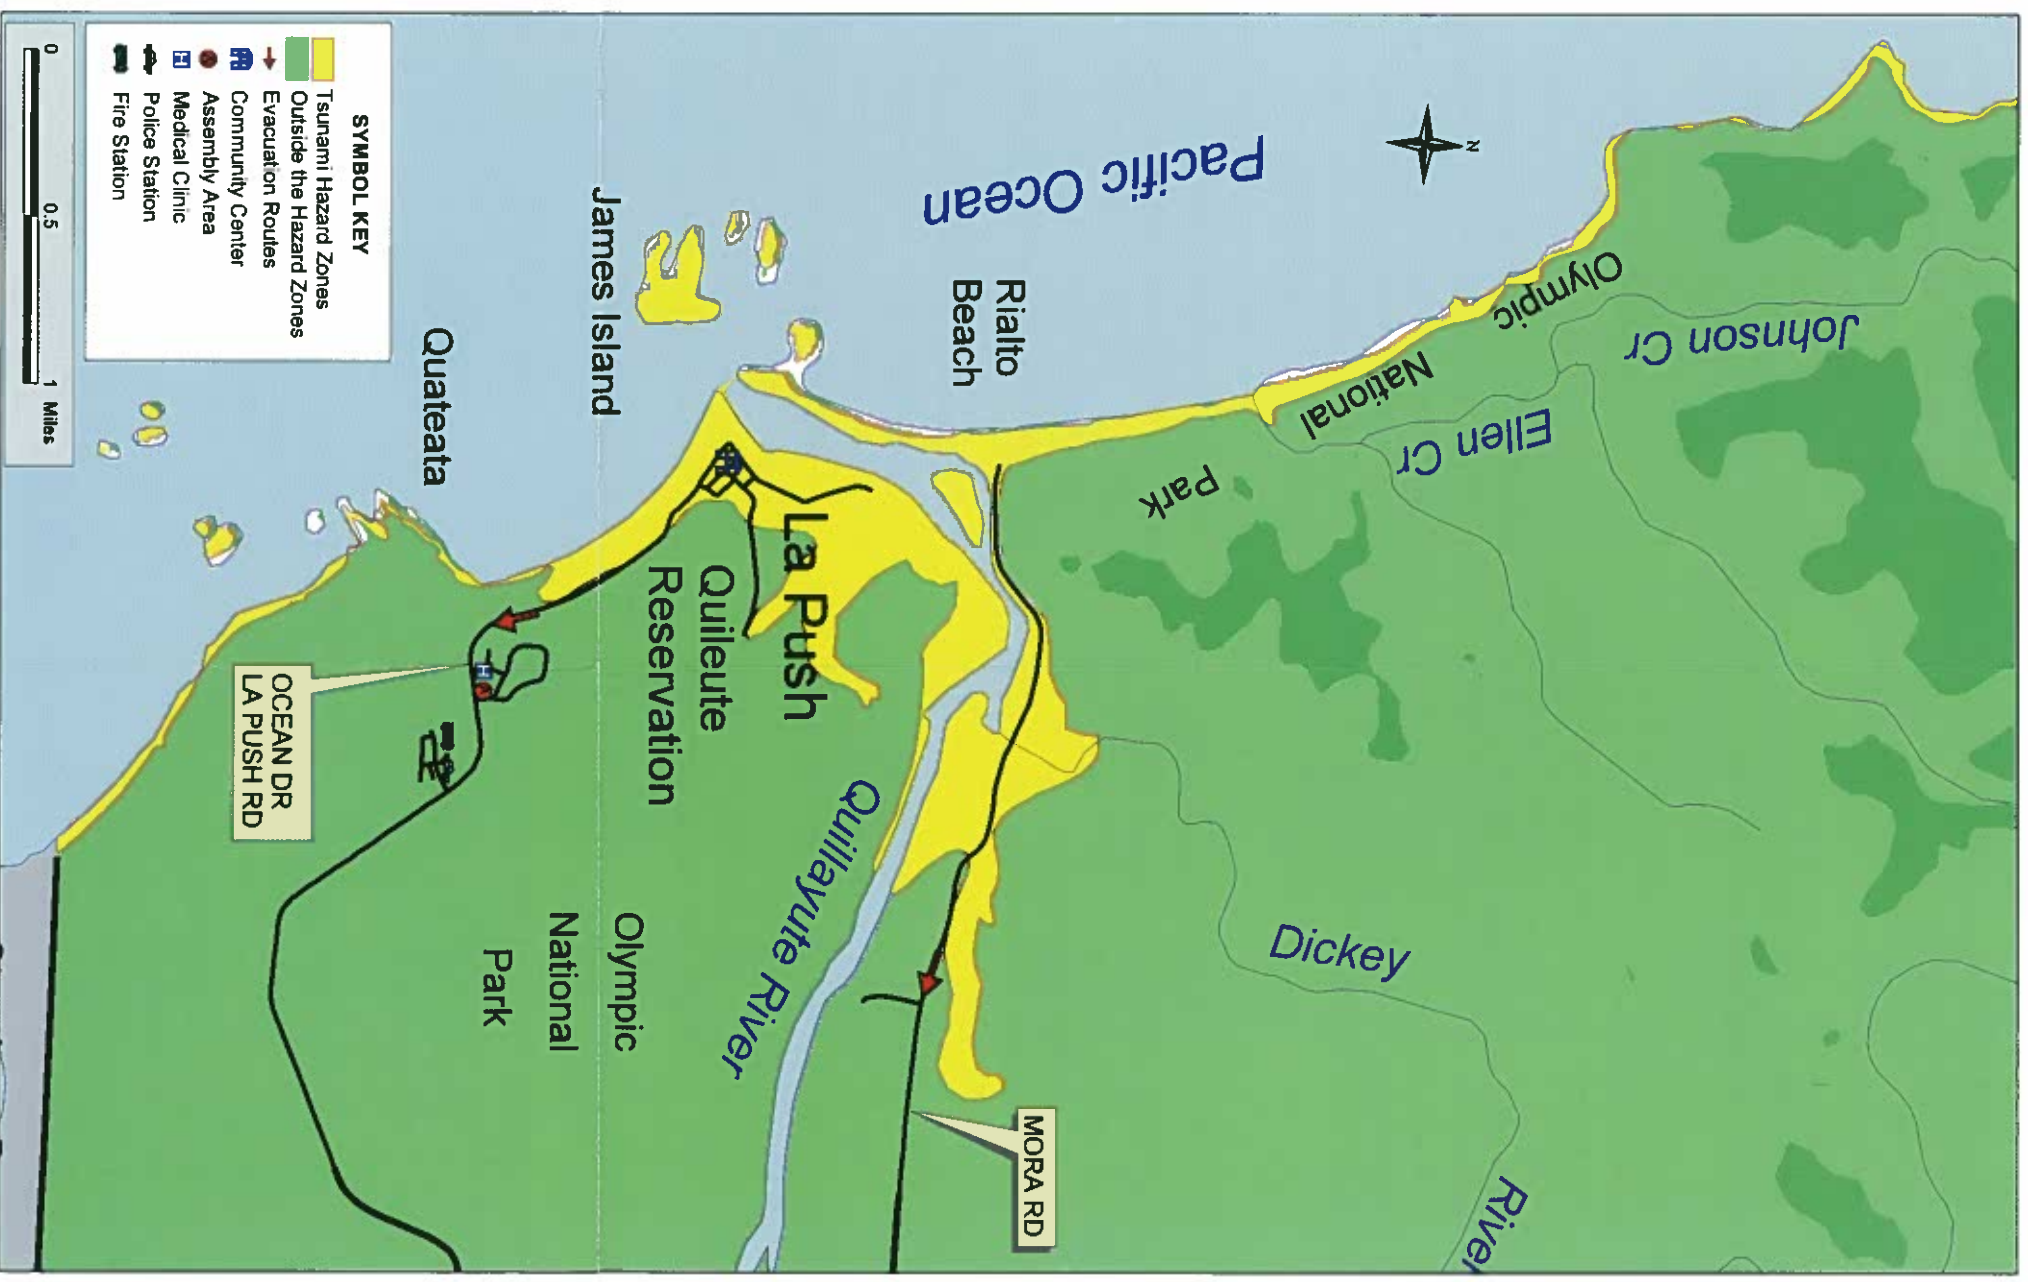 Pacific Ocean
N
Olympic
National
Park
Johnson Cr
Ellen Cr
Rialto
Beach
James Island
Quateata
La Push
Quileute
Reservation
Quillayute River
Dickey
River
MORA RD
OCEAN DR
LA PUSH RD
Olympic
National
Park
SYMBOL KEY
Tsunami Hazard Zones
Outside the Hazard Zones
Evacuation Routes
Community Center
Assembly Area
H Medical Clinic
Police Station
Fire Station
0 0.5 1 Miles
H